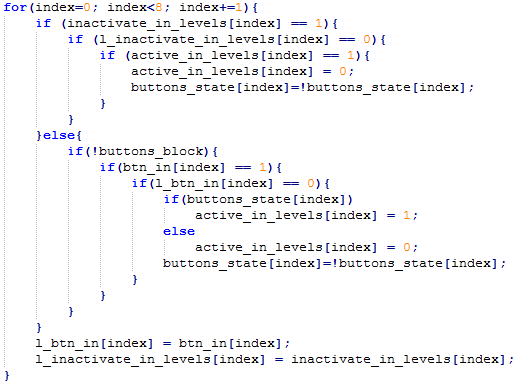 for(index=0; index<8; index+=1){
    if (inactivate_in_levels[index] == 1){
        if (l_inactivate_in_levels[index] == 0){
            if (active_in_levels[index] == 1){
                active_in_levels[index] = 0;
                buttons_state[index]=!buttons_state[index];
            }
        }
    }else{
        if(!buttons_block){
            if(btn_in[index] == 1){
                if(l_btn_in[index] == 0){
                    if(buttons_state[index])
                        active_in_levels[index] = 1;
                    else
                        active_in_levels[index] = 0;
                    buttons_state[index]=!buttons_state[index];
                }
            }
        }
    }
    l_btn_in[index] = btn_in[index];
    l_inactivate_in_levels[index] = inactivate_in_levels[index];
}